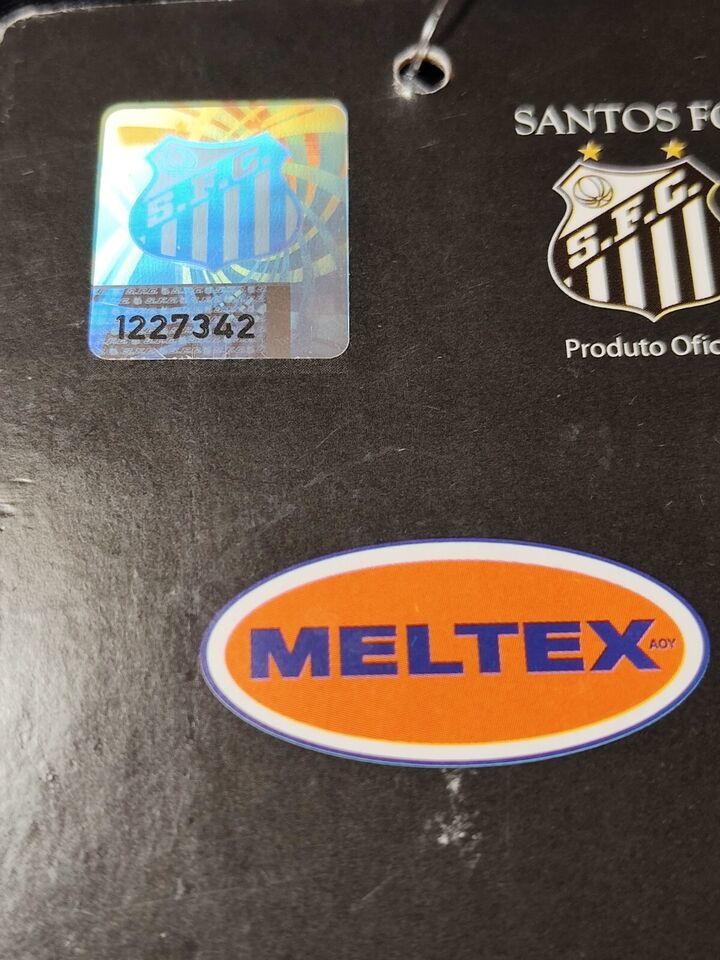 S.F.C.
1227342
SANTOS FO
S.F.C.
Produto Ofic
MELTEX AOY